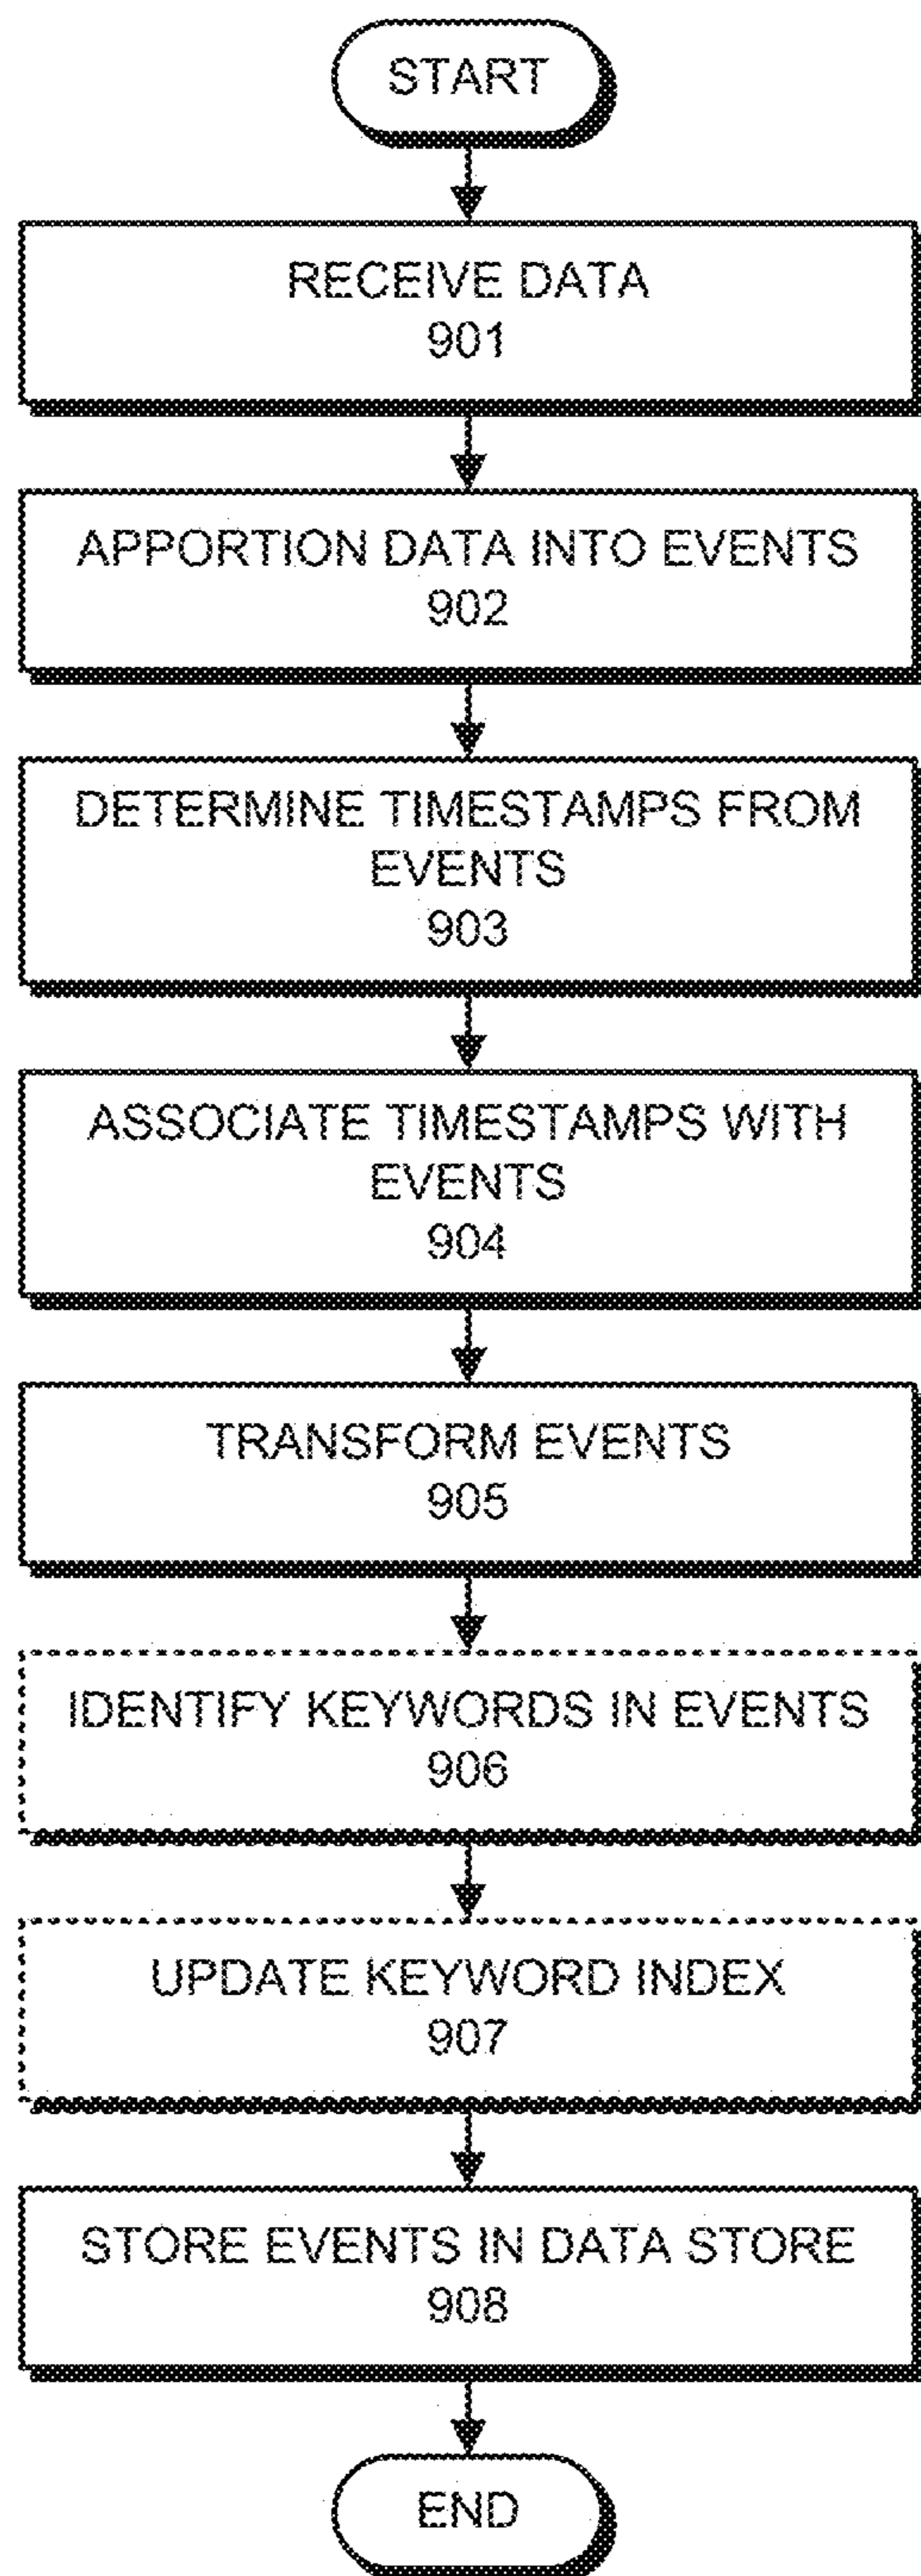 START
RECEIVE DATA
901
APPORTION DATA INTO EVENTS
902
DETERMINE TIMESTAMPS FROM
EVENTS
903
ASSOCIATE TIMESTAMPS WITH
EVENTS
904
TRANSFORM EVENTS
905
IDENTIFY KEYWORDS IN EVENTS
906
UPDATE KEYWORD INDEX
907
STORE EVENTS IN DATA STORE
908
END